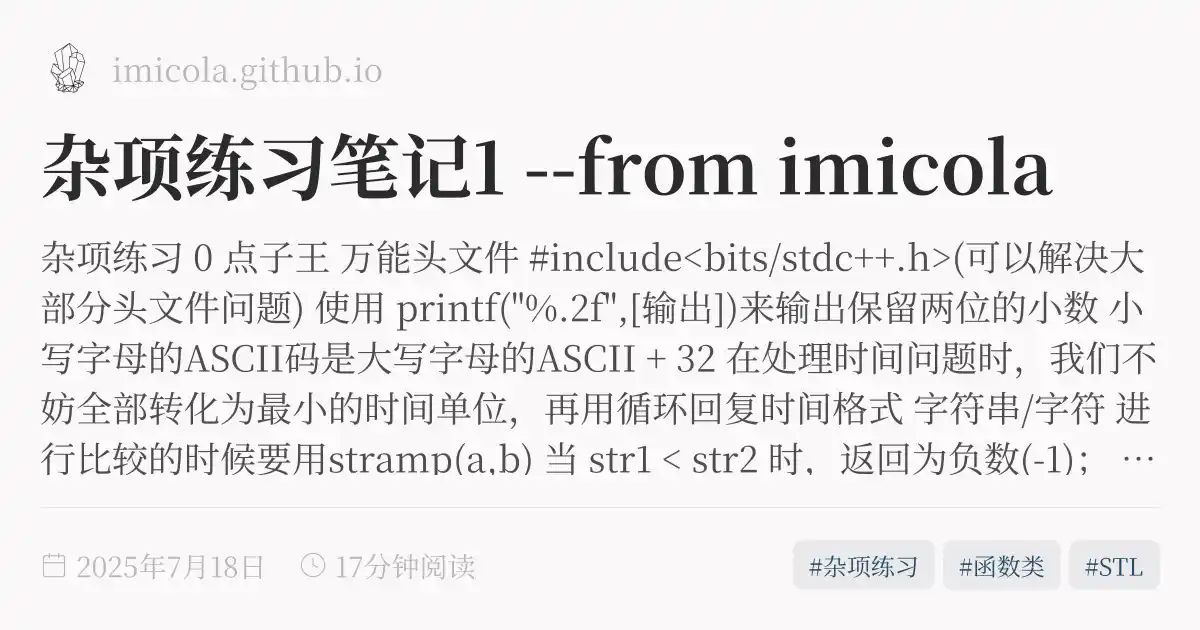 imicola.github.io
杂项练习笔记1 --from imicola
杂项练习 0 点子王 万能头文件 #include<bits/stdc++.h>(可以解决大
部分头文件问题) 使用 printf("%.2f",[输出])来输出保留两位的小数 小
写字母的ASCII码是大写字母的ASCII + 32 在处理时间问题时，我们不
妨全部转化为最小的时间单位，再用循环回复时间格式 字符串/字符 进
行比较的时候要用stramp(a,b) 当 str1 < str2 时，返回为负数(-1)； …
2025年7月18日 17分钟阅读 #杂项练习 #函数类 #STL